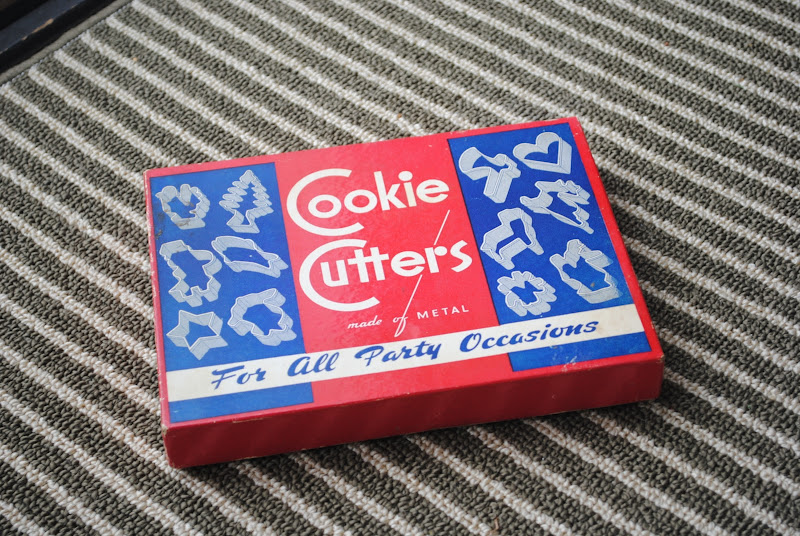 Cookie
Cutters
made of METAL
For All Party Occasions